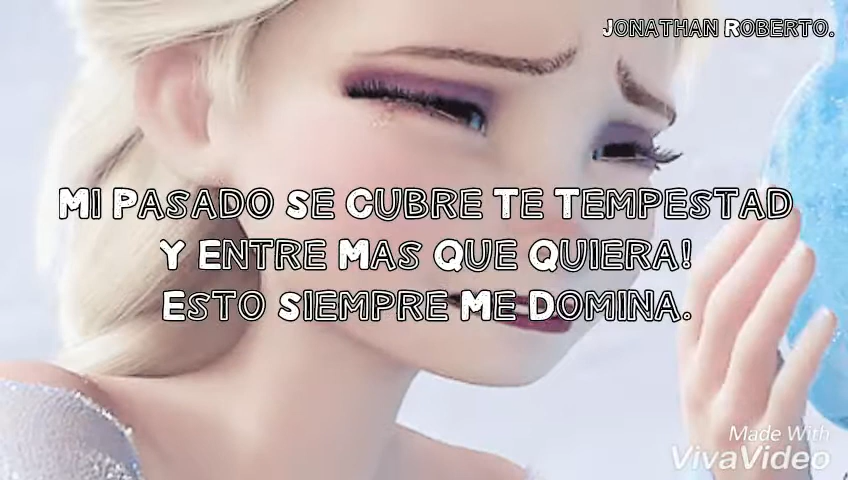 JONATHAN ROBERTO.
MI PASADO SE CUBRE TE TEMPESTAD
Y ENTRE MAS QUE QUIERA!
ESTO SIEMPRE ME DOMINA.
Made With
VivaVideo